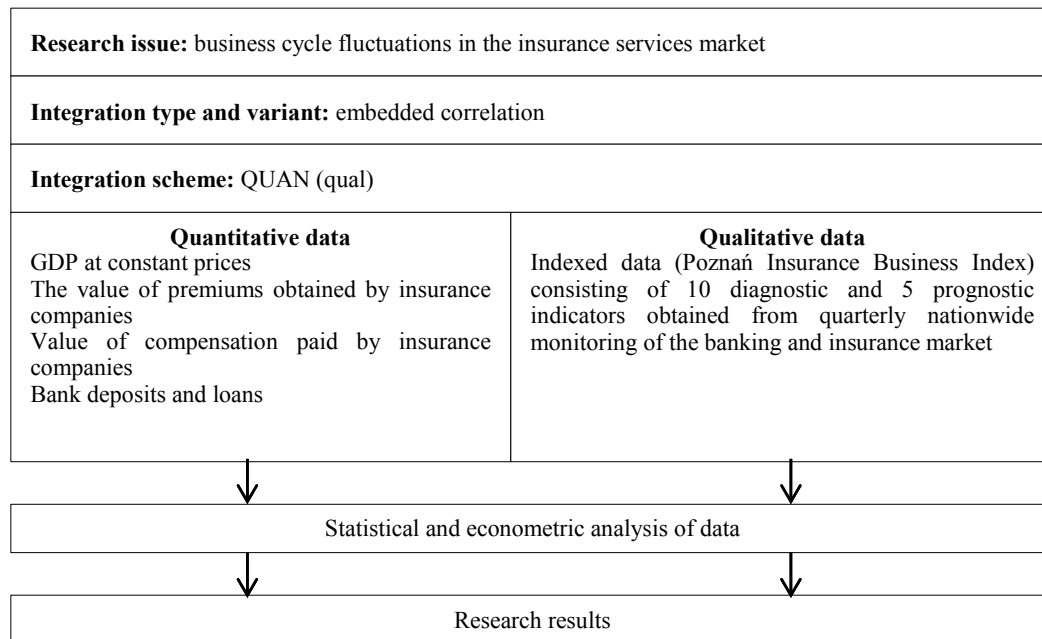 Research issue: business cycle fluctuations in the insurance services market
Integration type and variant: embedded correlation
Integration scheme: QUAN (qual)
Quantitative data
GDP at constant prices
The value of premiums obtained by insurance
companies
Value of compensation paid by insurance
companies
Bank deposits and loans
Qualitative data
Indexed data (Poznań Insurance Business Index)
consisting of 10 diagnostic and 5 prognostic
indicators obtained from quarterly nationwide
monitoring of the banking and insurance market
Statistical and econometric analysis of data
Research results